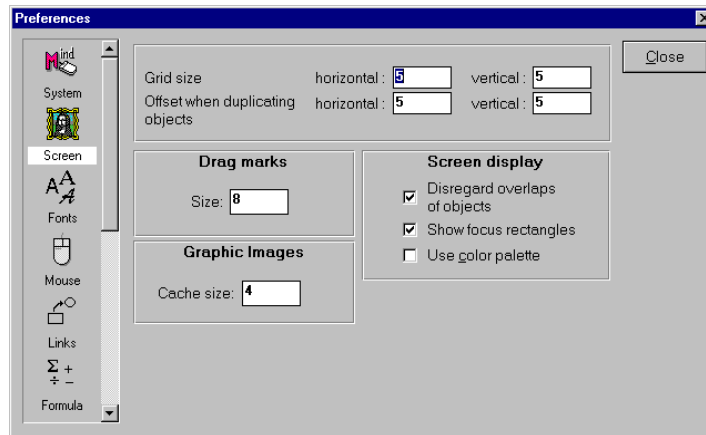 Preferences
Mind
System
Screen
AAA
Fonts
Mouse
Links
Σ +
÷ −
Formula
Grid size horizontal : 5 vertical : 5
Offset when duplicating objects horizontal : 5 vertical : 5
Drag marks
Size: 8
Graphic Images
Cache size: 4
Screen display
Disregard overlaps
of objects
Show focus rectangles
Use color palette
Close